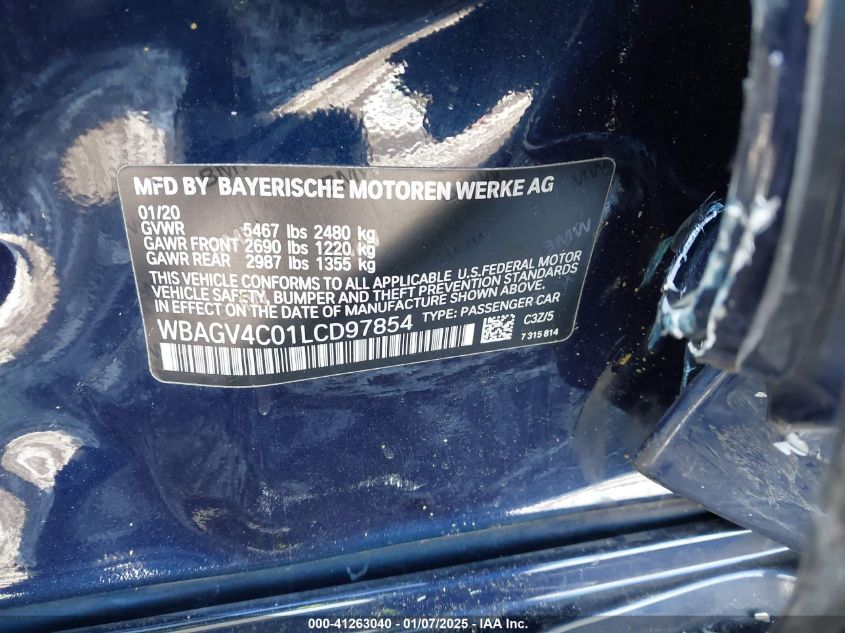 MFD BY BAYERISCHE MOTOREN WERKE AG
01/20
GVWR 5467 lbs 2480 kg
GAWR FRONT 2690 lbs 1220 kg
GAWR REAR 2987 lbs 1355 kg
THIS VEHICLE CONFORMS TO ALL APPLICABLE U.S.FEDERAL MOTOR
VEHICLE SAFETY, BUMPER AND THEFT PREVENTION STANDARDS
IN EFFECT ON THE DATE OF MANUFACTURE SHOWN ABOVE.
WBAGV4C01LCD97854 TYPE: PASSENGER CAR
C3Z/5
7 315 814
BMW
000-41263040 - 01/07/2025 - IAA Inc.